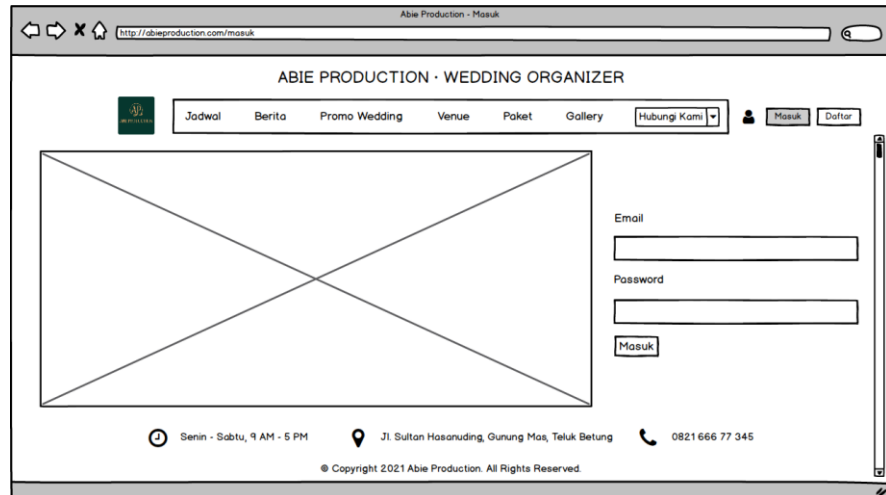 Abie Production - Masuk
http://abieproduction.com/masuk
ABIE PRODUCTION · WEDDING ORGANIZER
Jadwal Berita Promo Wedding Venue Paket Gallery Hubungi Kami Masuk Daftar
Email
Password
Masuk
Senin - Sabtu, 9 AM - 5 PM Jl. Sultan Hasanuding, Gunung Mas, Teluk Betung 0821 666 77 345
© Copyright 2021 Abie Production. All Rights Reserved.